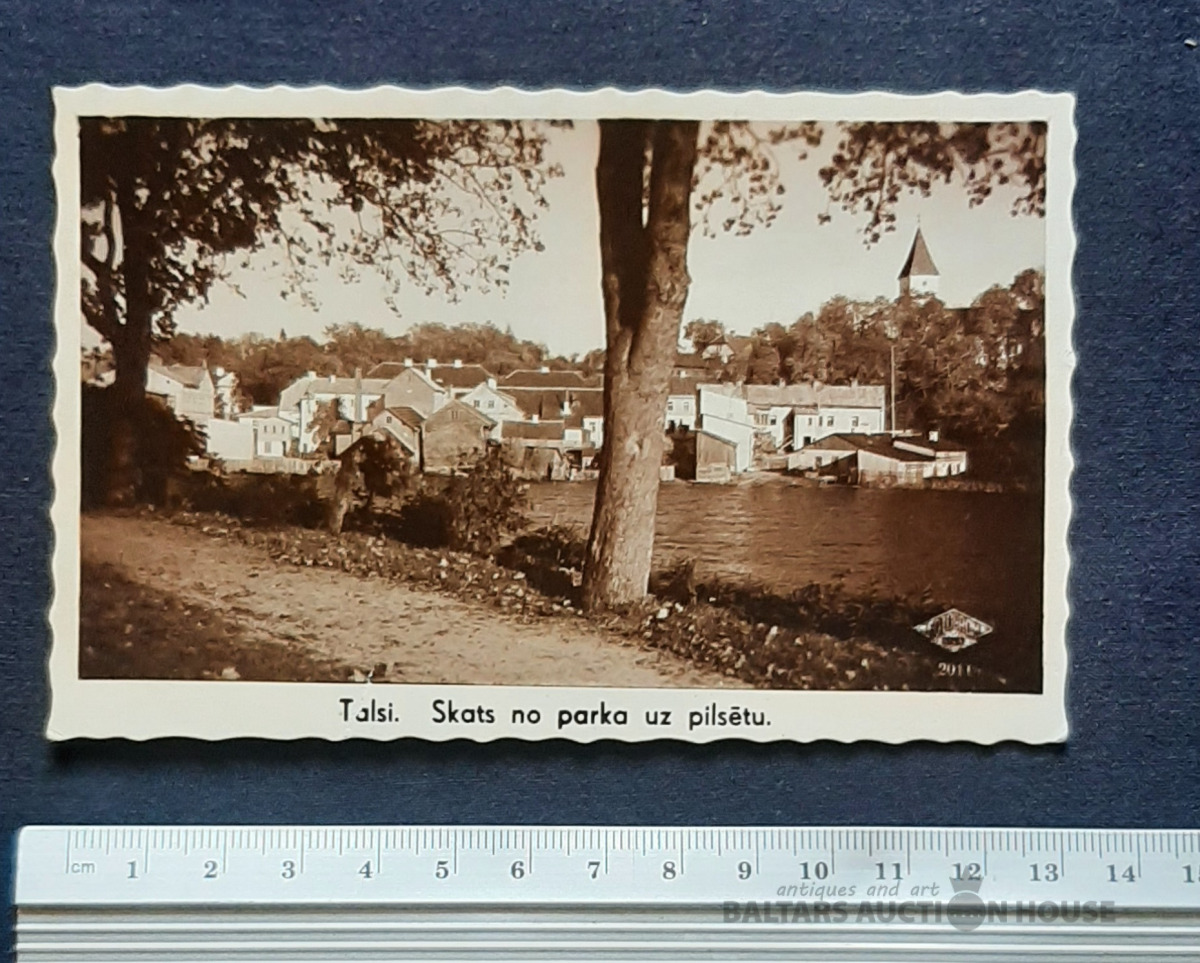 2011
Talsi. Skats no parka uz pilsētu.
cm 1 2 3 4 5 6 7 8 9 10 11 12 13 14
antiques and art
BALTARS AUCTION HOUSE